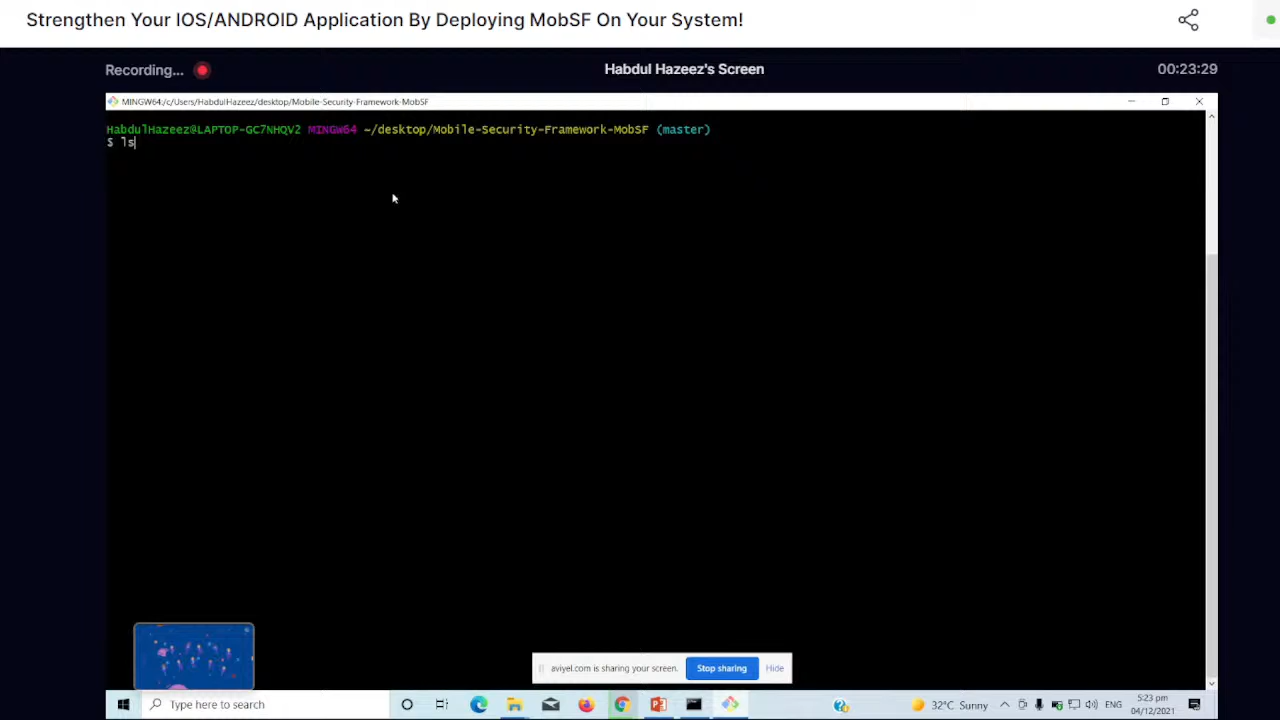 Strengthen Your IOS/ANDROID Application By Deploying MobSF On Your System!
Recording...
Habdul Hazeez's Screen
00:23:29
MINGW64:/c/Users/HabdulHazeez/desktop/Mobile-Security-Framework-MobSF
HabdulHazeez@LAPTOP-GC7NHQV2 MINGW64 ~/desktop/Mobile-Security-Framework-MobSF (master)
$ ls
aviyel.com is sharing your screen.
Stop sharing
Hide
Type here to search
32°C Sunny
ENG
5:23 pm
04/12/2021